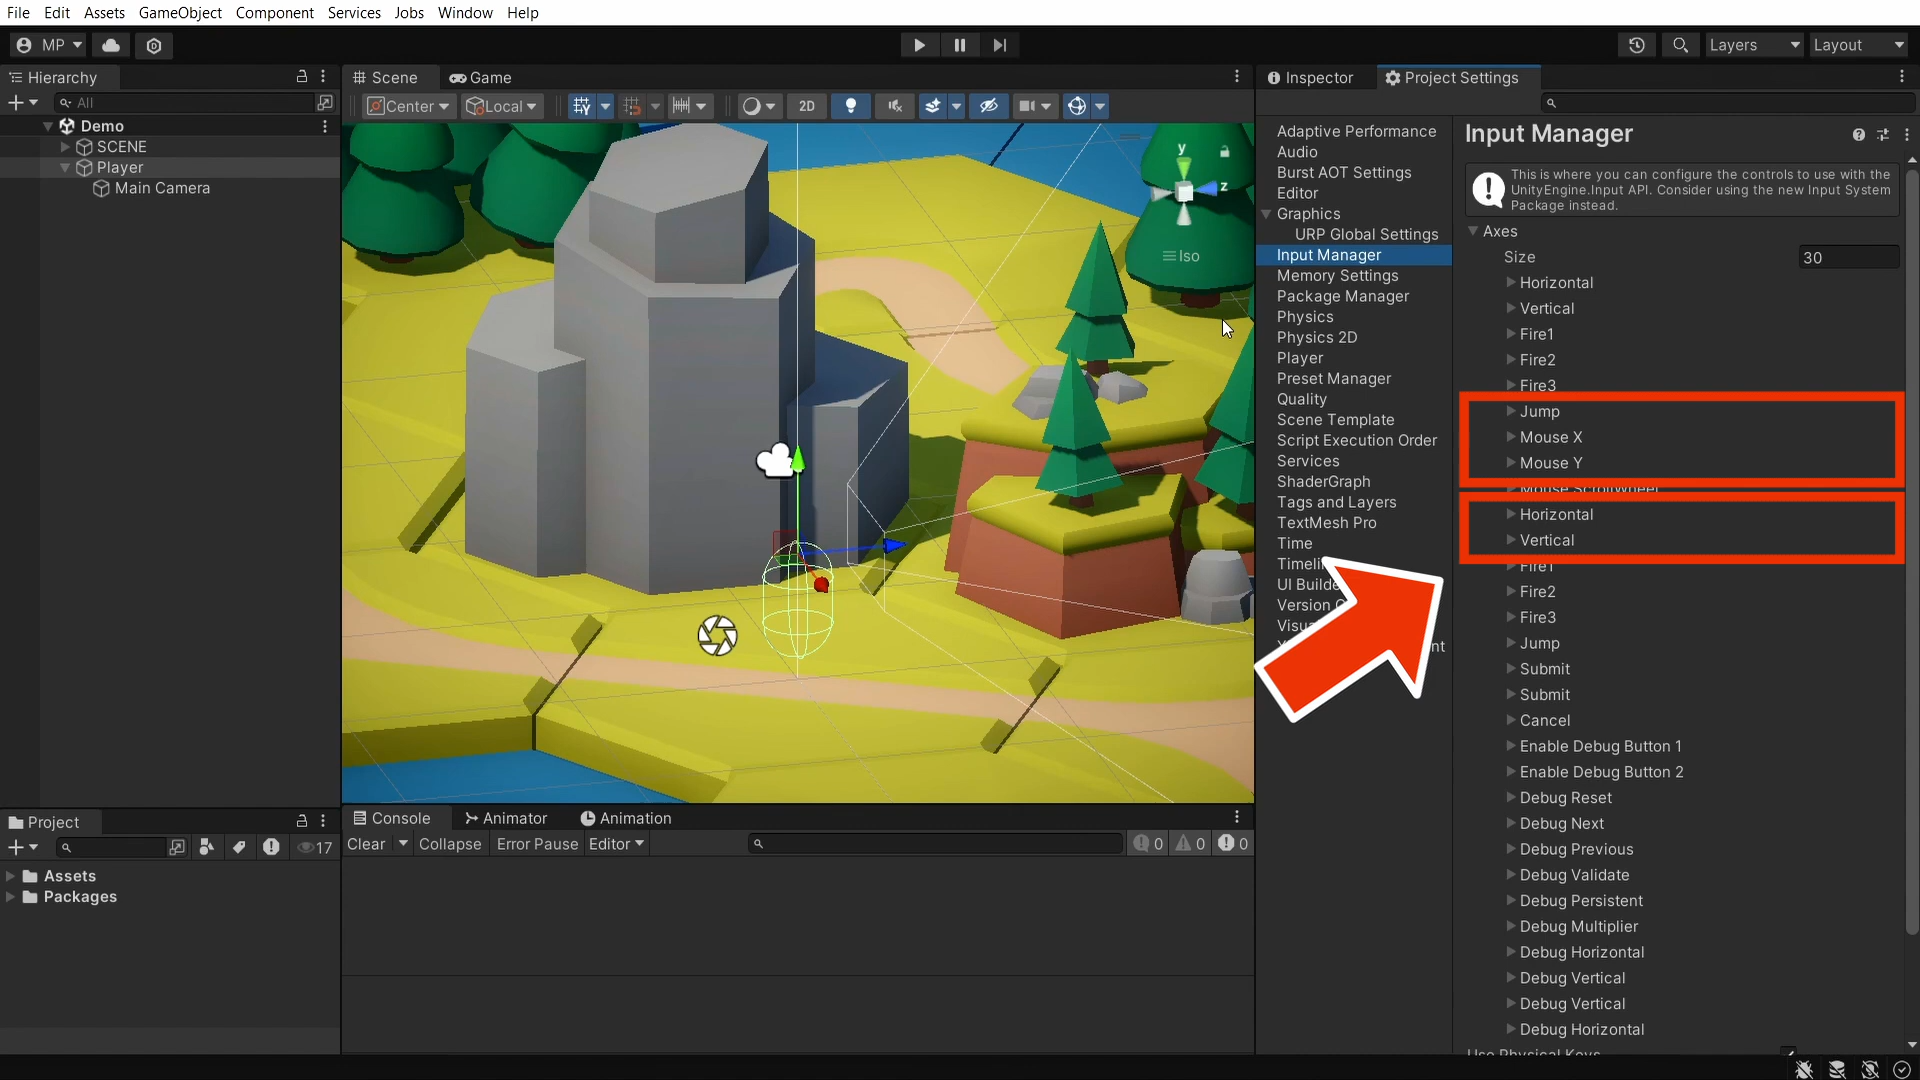 File Edit Assets GameObject Component Services Jobs Window Help
MP
Layers Layout
Hierarchy
All
Demo
SCENE
Player
Main Camera
Scene Game
Center Local 2D
y
z
Iso
Inspector Project Settings
Adaptive Performance
Audio
Burst AOT Settings
Editor
Graphics
URP Global Settings
Input Manager
Memory Settings
Package Manager
Physics
Physics 2D
Player
Preset Manager
Quality
Scene Template
Script Execution Order
Services
ShaderGraph
Tags and Layers
TextMesh Pro
Time
Timeli
UI Builde
Version
Visu
nt
Input Manager
This is where you can configure the controls to use with the
UnityEngine.Input API. Consider using the new Input System
Package instead.
Axes
Size 30
Horizontal
Vertical
Fire1
Fire2
Fire3
Jump
Mouse X
Mouse Y
Mouse ScrollWheel
Horizontal
Vertical
Fire1
Fire2
Fire3
Jump
Submit
Submit
Cancel
Enable Debug Button 1
Enable Debug Button 2
Debug Reset
Debug Next
Debug Previous
Debug Validate
Debug Persistent
Debug Multiplier
Debug Horizontal
Debug Vertical
Debug Vertical
Debug Horizontal
Use Physical Keys
Project
17
Assets
Packages
Console Animator Animation
Clear Collapse Error Pause Editor 0 0 0